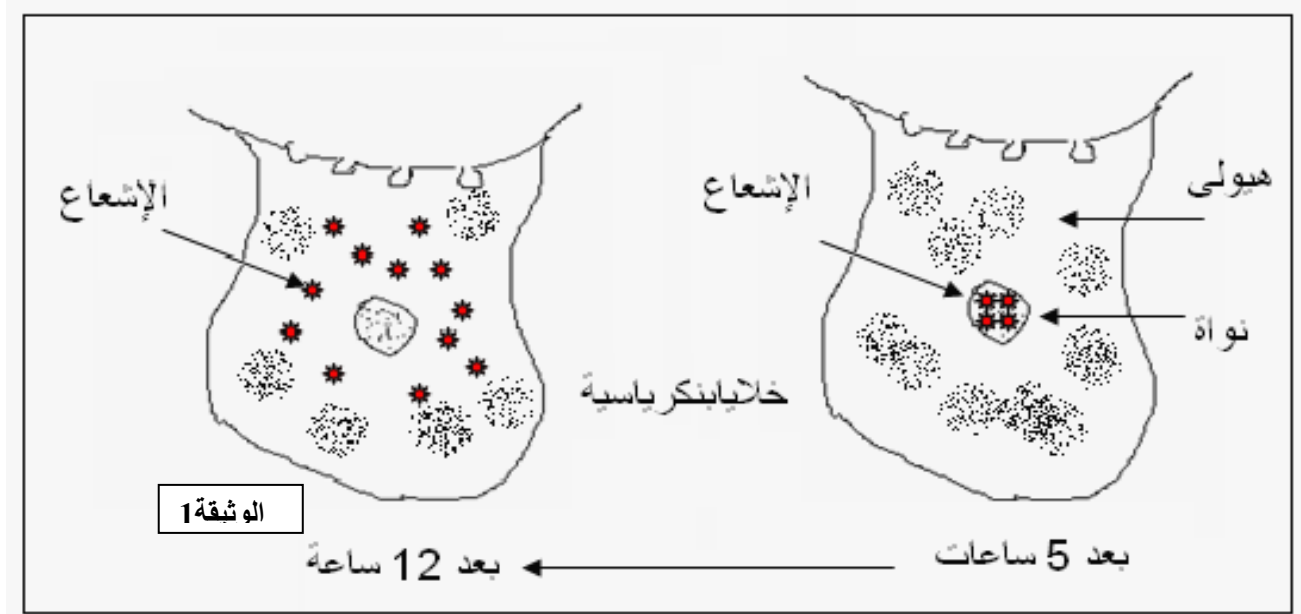 هيولى
الإشعاع
نواة
الإشعاع
خلايابنكرياسية
الوثيقة1
بعد 5 ساعات
بعد 12 ساعة